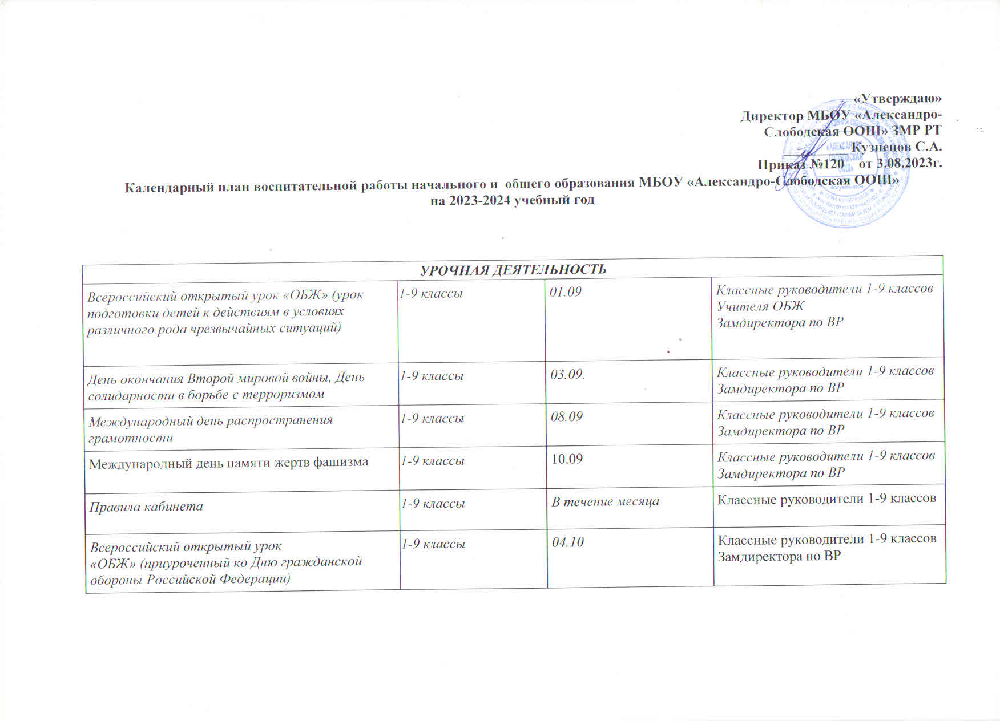 «Утверждаю»
Директор МБОУ «Александро-
Слободская ООШ» ЗМР РТ
_________ Кузнецов С.А.
Приказ №120 от 3.08.2023г.
Календарный план воспитательной работы начального и общего образования МБОУ «Александро-Слободская ООШ»
на 2023-2024 учебный год
«АЛЕКСАНДРО-
СЛОБОДСКАЯ
ООШ»
УРОЧНАЯ ДЕЯТЕЛЬНОСТЬ
Всероссийский открытый урок «ОБЖ» (урок
подготовки детей к действиям в условиях
различного рода чрезвычайных ситуаций)
1-9 классы
01.09
Классные руководители 1-9 классов
Учителя ОБЖ
Замдиректора по ВР
День окончания Второй мировой войны, День
солидарности в борьбе с терроризмом
1-9 классы
03.09.
Классные руководители 1-9 классов
Замдиректора по ВР
Международный день распространения
грамотности
1-9 классы
08.09
Классные руководители 1-9 классов
Замдиректора по ВР
Международный день памяти жертв фашизма
1-9 классы
10.09
Классные руководители 1-9 классов
Замдиректора по ВР
Правила кабинета
1-9 классы
В течение месяца
Классные руководители 1-9 классов
Всероссийский открытый урок
«ОБЖ» (приуроченный ко Дню гражданской
обороны Российской Федерации)
1-9 классы
04.10
Классные руководители 1-9 классов
Замдиректора по ВР